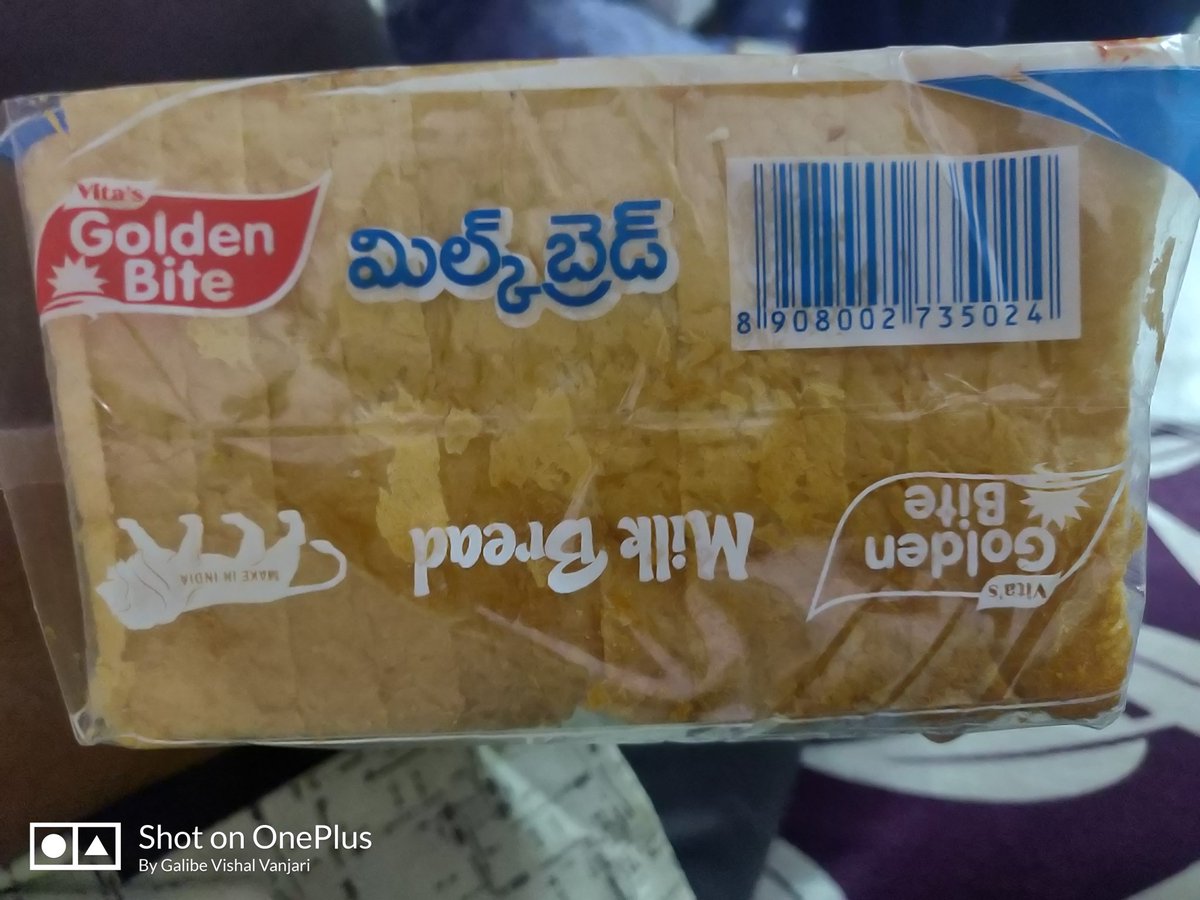 Vita's
Golden
Bite
మిల్క్ బ్రెడ్
8 908002 735024
Vita's
Golden
Bite
Milk Bread
MAKE IN INDIA
Shot on OnePlus
By Galibe Vishal Vanjari